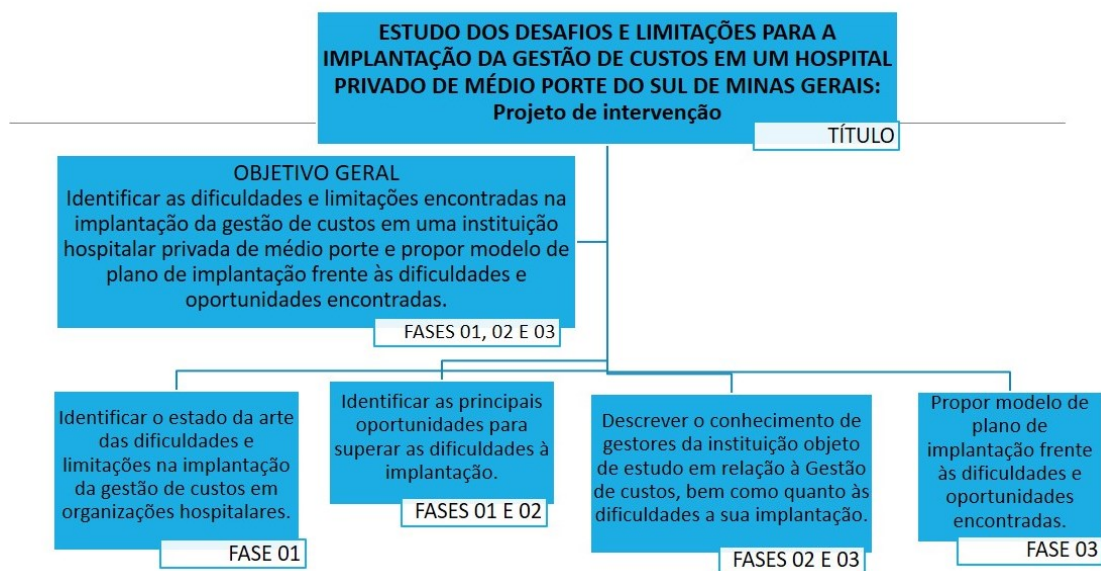 ESTUDO DOS DESAFIOS E LIMITAÇÕES PARA A
IMPLANTAÇÃO DA GESTÃO DE CUSTOS EM UM HOSPITAL
PRIVADO DE MÉDIO PORTE DO SUL DE MINAS GERAIS:
Projeto de intervenção
TÍTULO
OBJETIVO GERAL
Identificar as dificuldades e limitações encontradas na
implantação da gestão de custos em uma instituição
hospitalar privada de médio porte e propor modelo de
plano de implantação frente às dificuldades e
oportunidades encontradas.
FASES 01, 02 E 03
Identificar o estado da arte
das dificuldades e
limitações na implantação
da gestão de custos em
organizações hospitalares.
FASE 01
Identificar as principais
oportunidades para
superar as dificuldades à
implantação.
FASES 01 E 02
Descrever o conhecimento de
gestores da instituição objeto
de estudo em relação à Gestão
de custos, bem como quanto às
dificuldades a sua implantação.
FASES 02 E 03
Propor modelo de
plano de
implantação frente
às dificuldades e
oportunidades
encontradas.
FASE 03